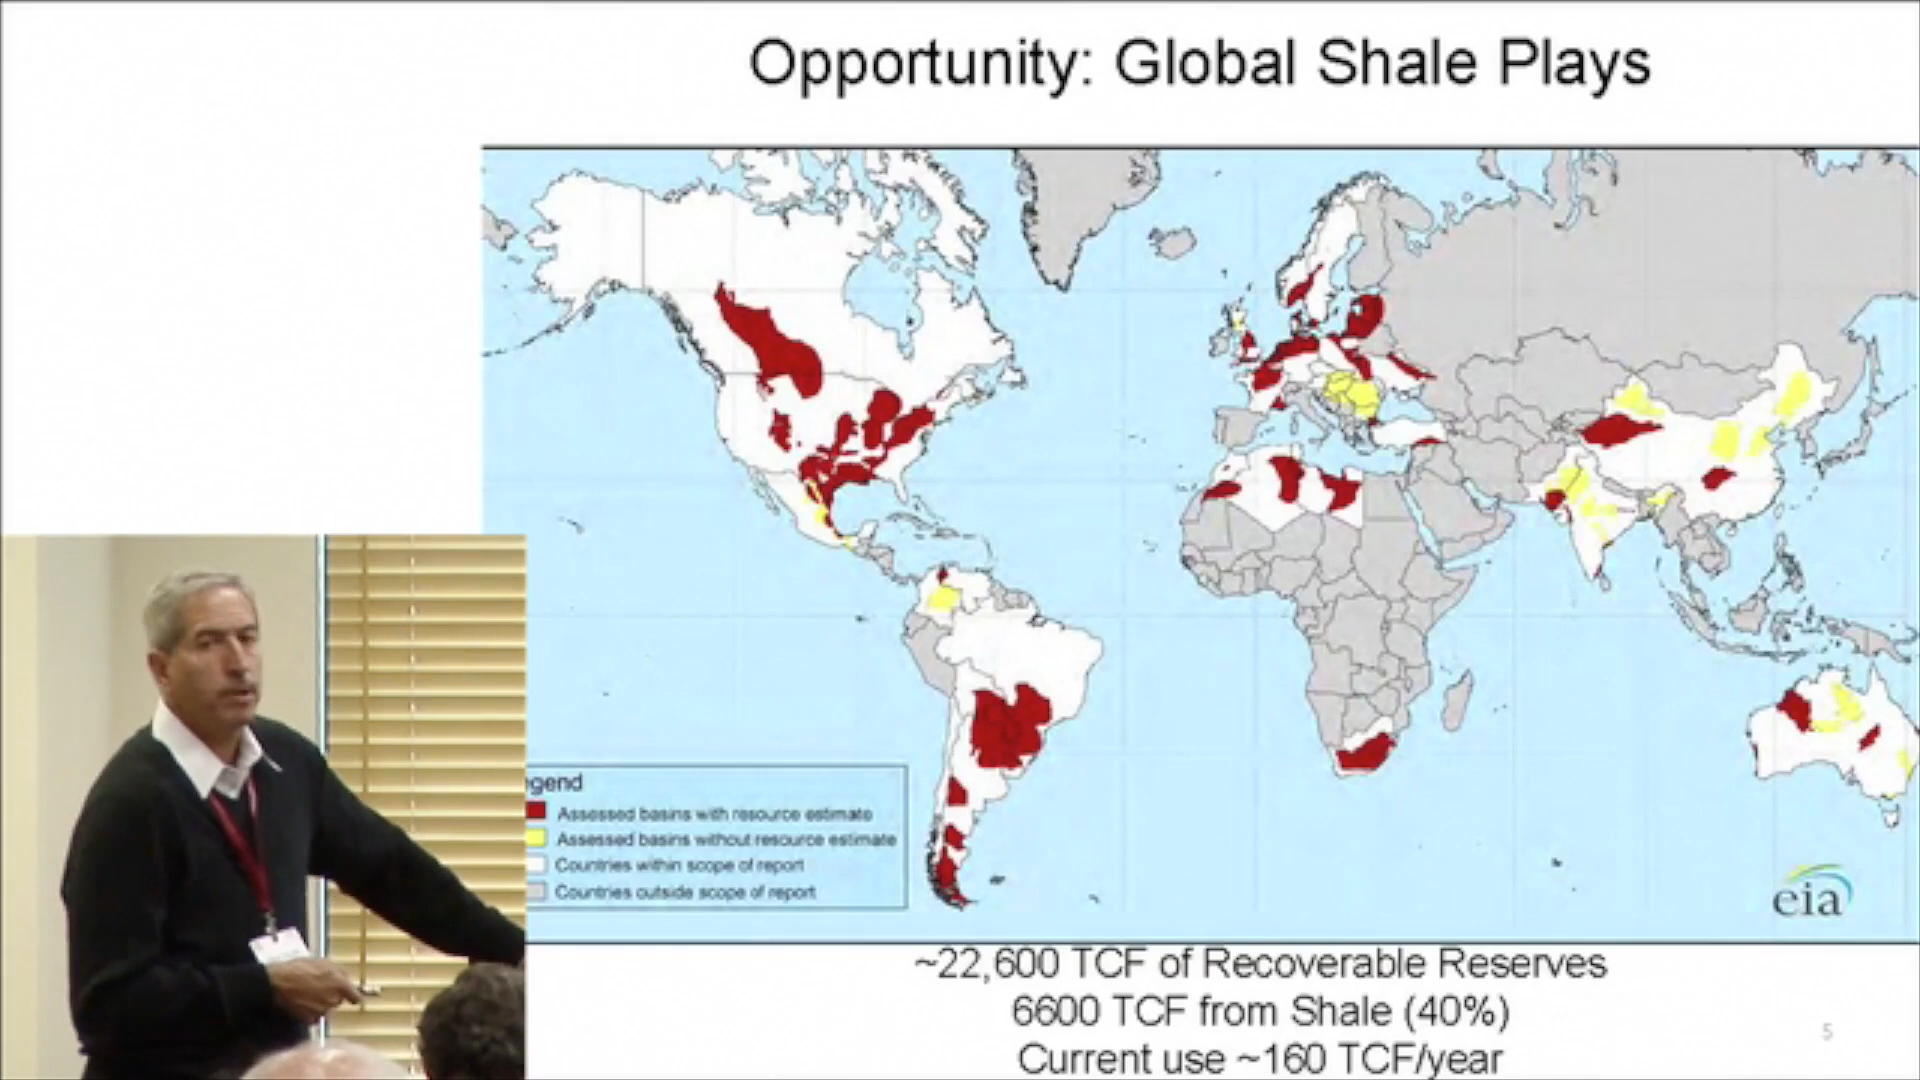 Opportunity: Global Shale Plays
gend
Assessed basins with resource estimate
Assessed basins without resource estimate
Countries within scope of report
Countries outside scope of report
eia
~22,600 TCF of Recoverable Reserves
6600 TCF from Shale (40%)
Current use ~160 TCF/year
5